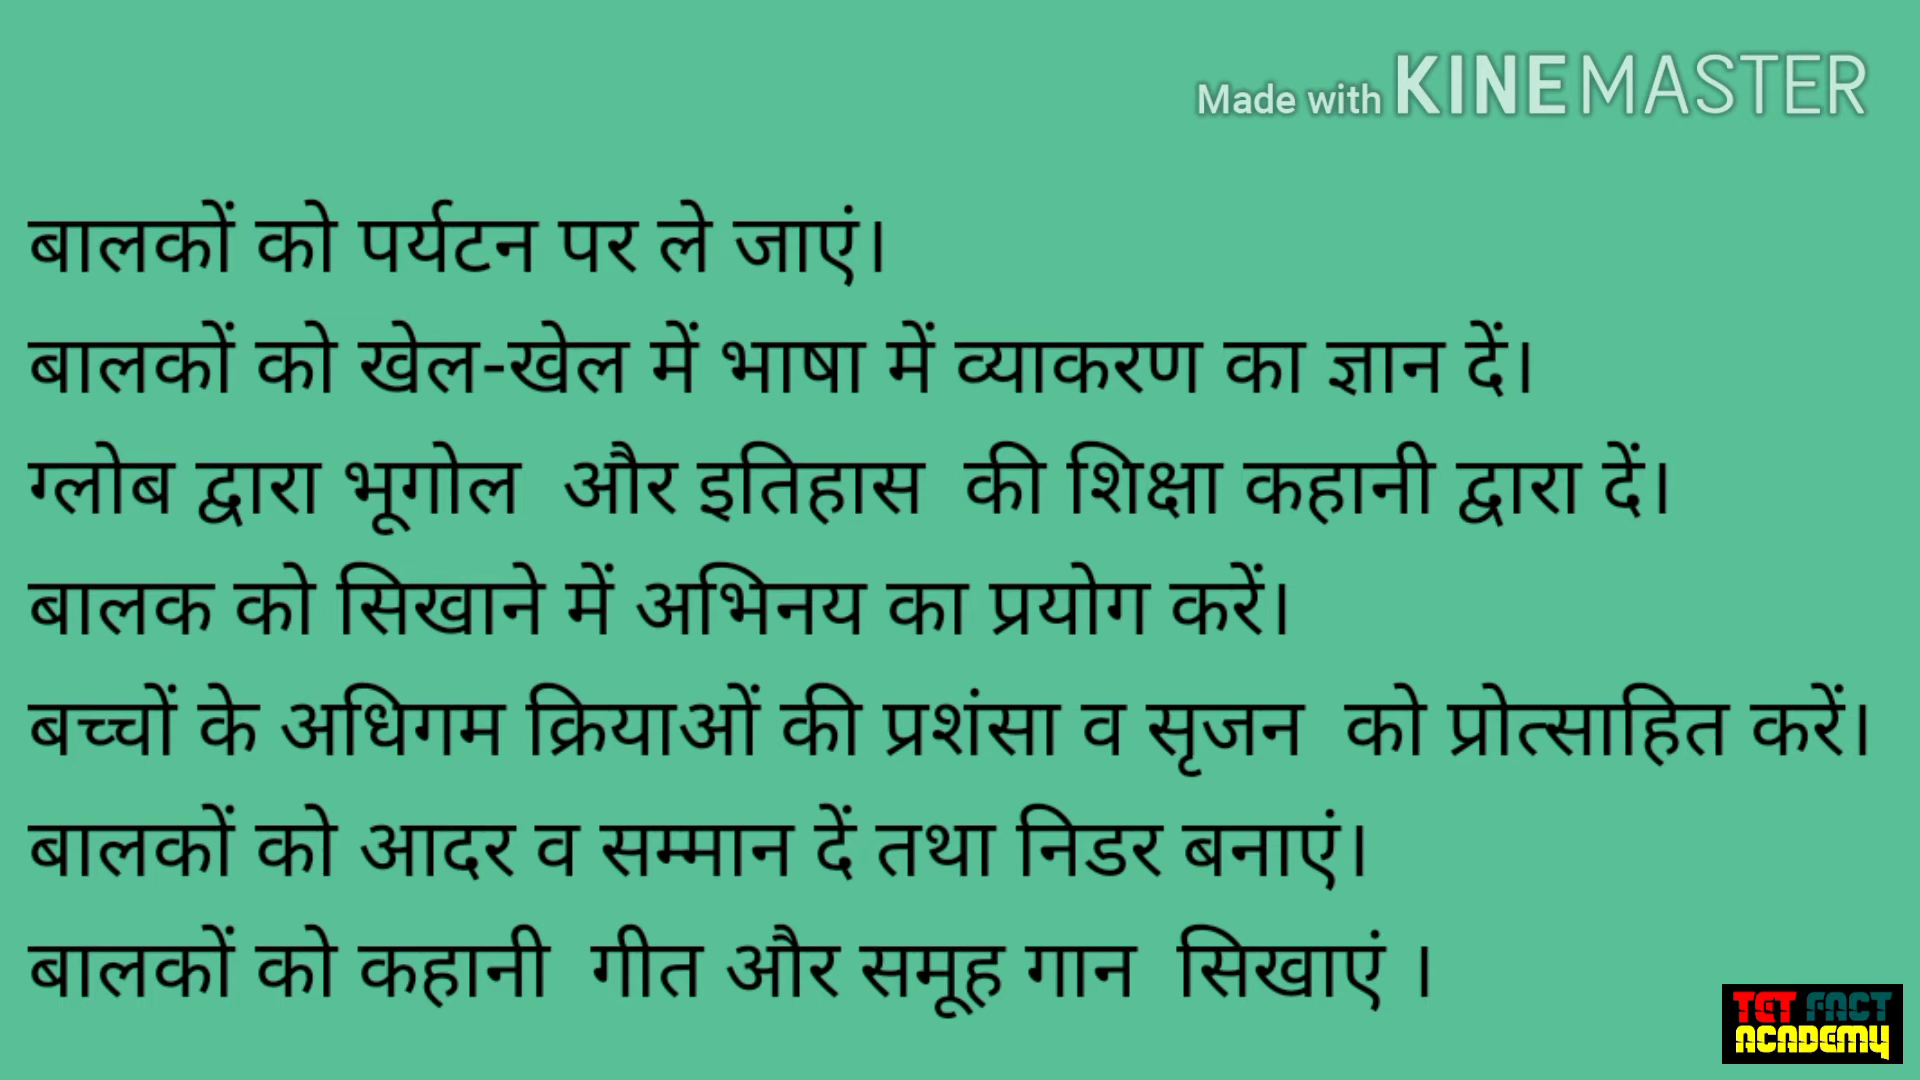 Made with KINEMASTER
बालकों को पर्यटन पर ले जाएं।
बालकों को खेल-खेल में भाषा में व्याकरण का ज्ञान दें।
ग्लोब द्वारा भूगोल और इतिहास की शिक्षा कहानी द्वारा दें।
बालक को सिखाने में अभिनय का प्रयोग करें।
बच्चों के अधिगम क्रियाओं की प्रशंसा व सृजन को प्रोत्साहित करें।
बालकों को आदर व सम्मान दें तथा निडर बनाएं।
बालकों को कहानी गीत और समूह गान सिखाएं ।
TET FACT
ACADEMY